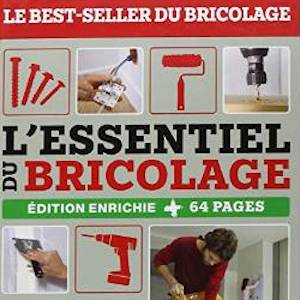 LE BEST-SELLER DU BRICOLAGE
L'ESSENTIEL
DU BRICOLAGE
ÉDITION ENRICHIE + 64 PAGES